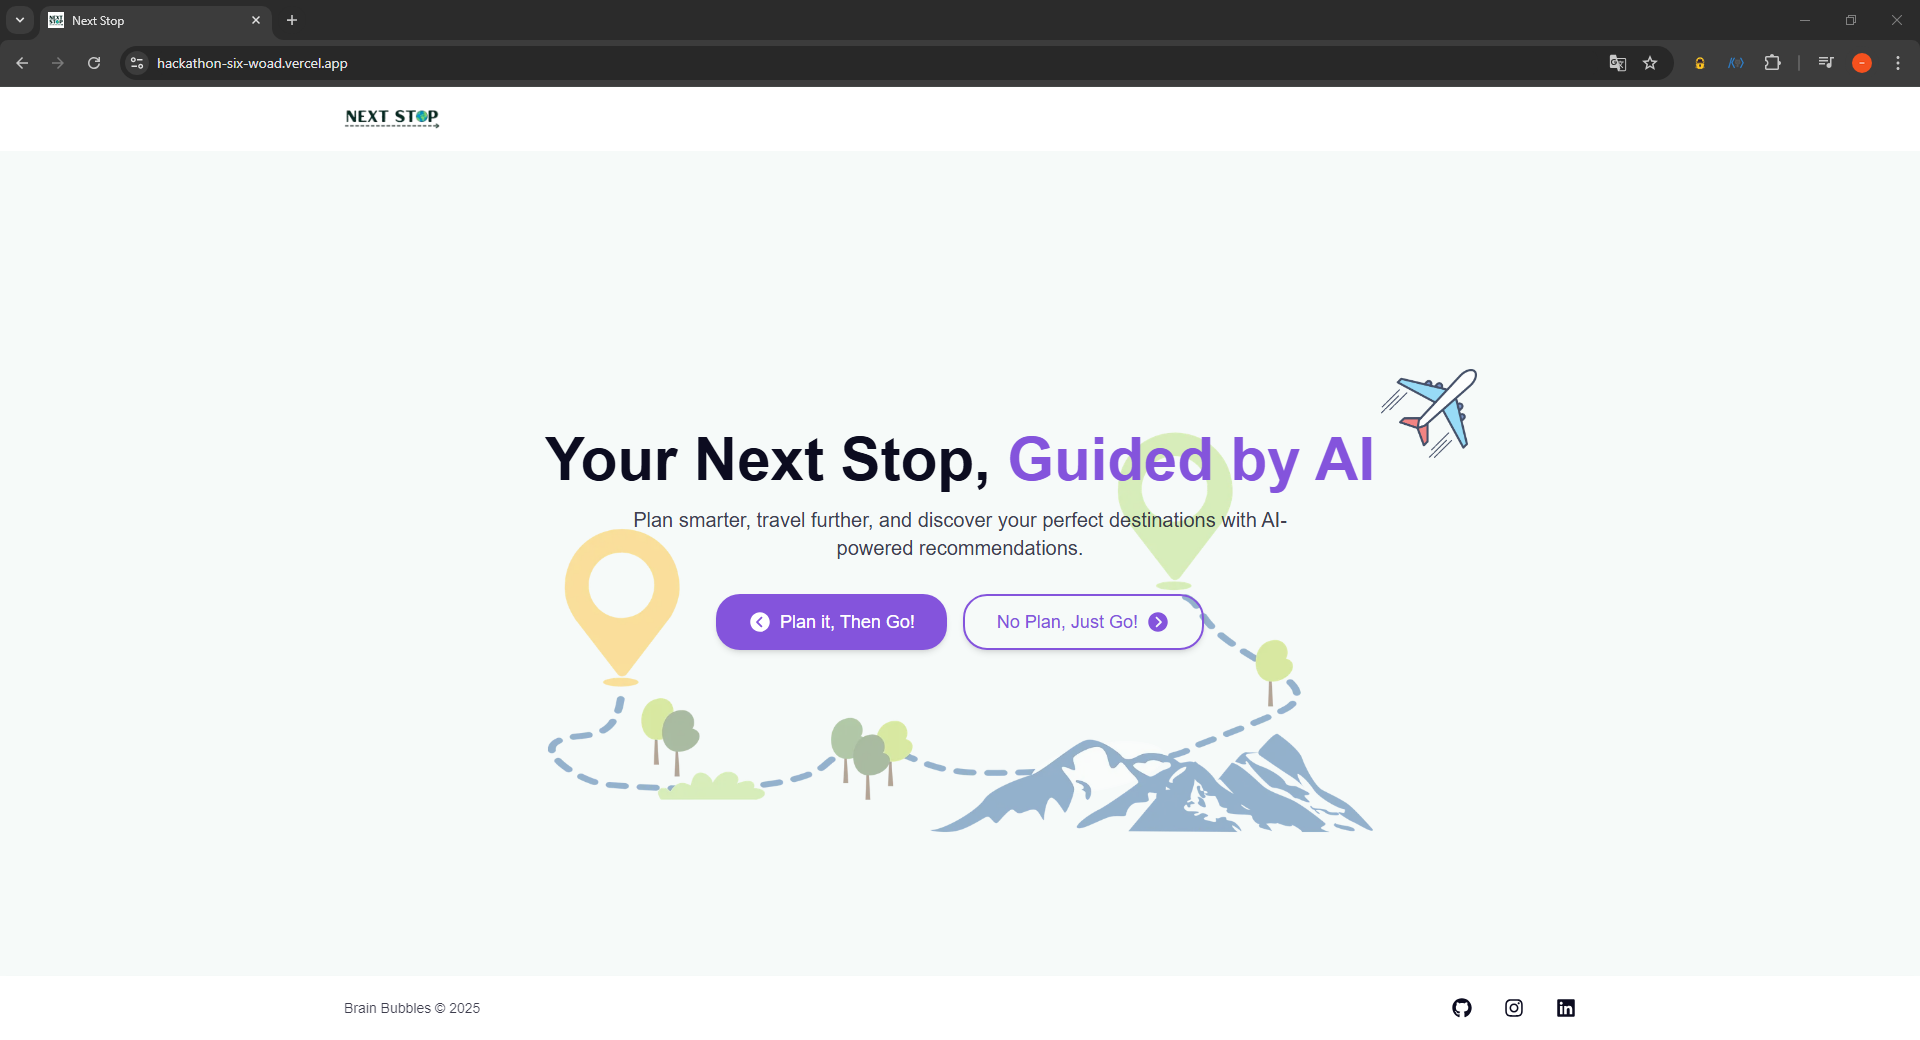 Next Stop
hackathon-six-woad.vercel.app
NEXT STOP
Your Next Stop, Guided by AI
Plan smarter, travel further, and discover your perfect destinations with AI-
powered recommendations.
Plan it, Then Go!
No Plan, Just Go!
Brain Bubbles © 2025